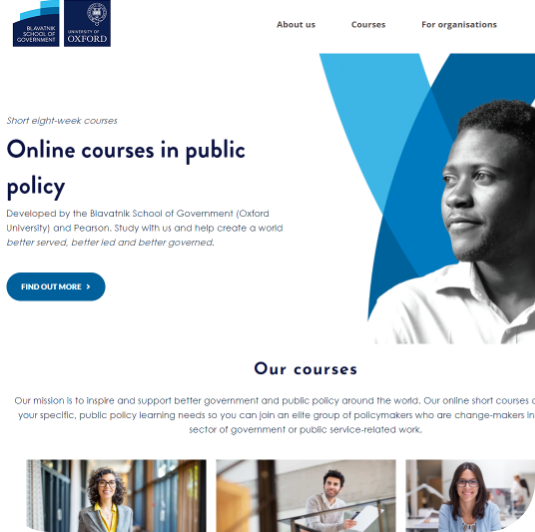 BLAVATNIK
SCHOOL OF
GOVERNMENT
UNIVERSITY OF
OXFORD
About us
Courses
For organisations
Short eight-week courses
Online courses in public
policy
Developed by the Blavatnik School of Government (Oxford
University) and Pearson. Study with us and help create a world
better served, better led and better governed.
FIND OUT MORE >
Our courses
Our mission is to inspire and support better government and public policy around the world. Our online short courses
your specific, public policy learning needs so you can join an elite group of policymakers who are change-makers in
sector of government or public service-related work.